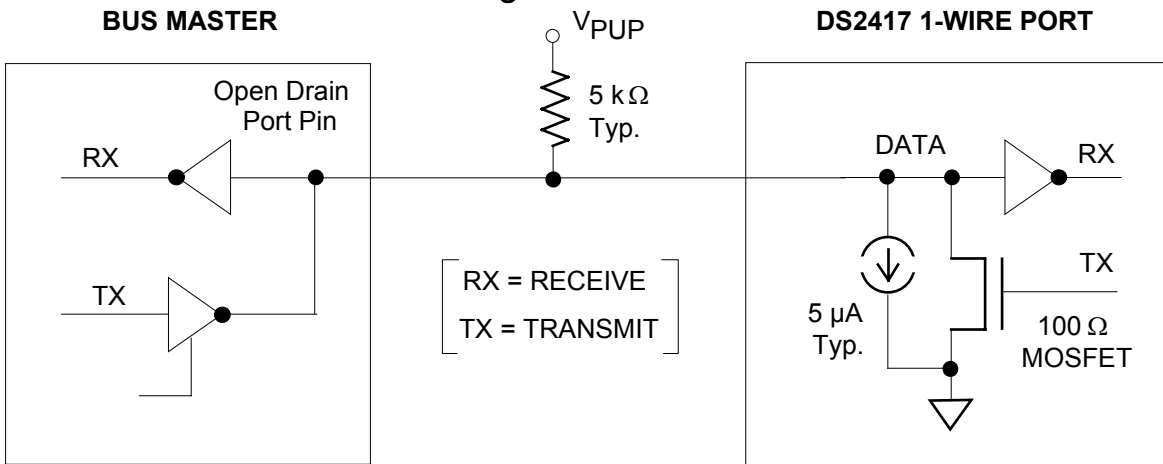 BUS MASTER
VPUP
DS2417 1-WIRE PORT
Open Drain
Port Pin
5 kΩ
Typ.
RX
DATA
RX
TX
RX = RECEIVE
TX = TRANSMIT
5 µA
Typ.
TX
100 Ω
MOSFET